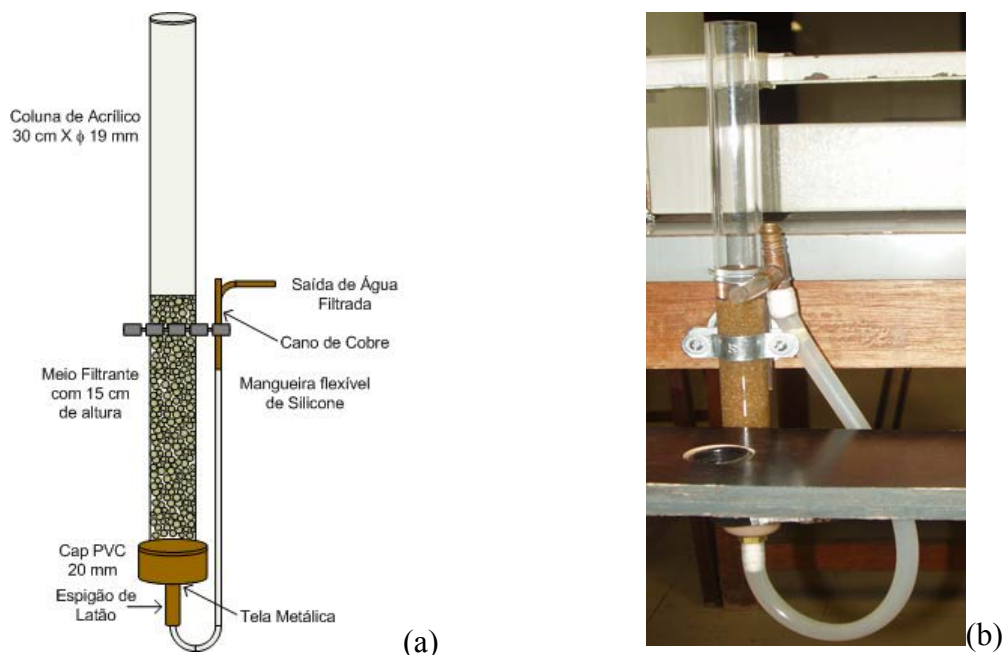 Coluna de Acrílico
30 cm X ϕ 19 mm
Saída de Água
Filtrada
Cano de Cobre
Meio Filtrante
com 15 cm
de altura
Mangueira flexível
de Silicone
Cap PVC
20 mm
Espigão de
Latão
Tela Metálica
(a)
(b)